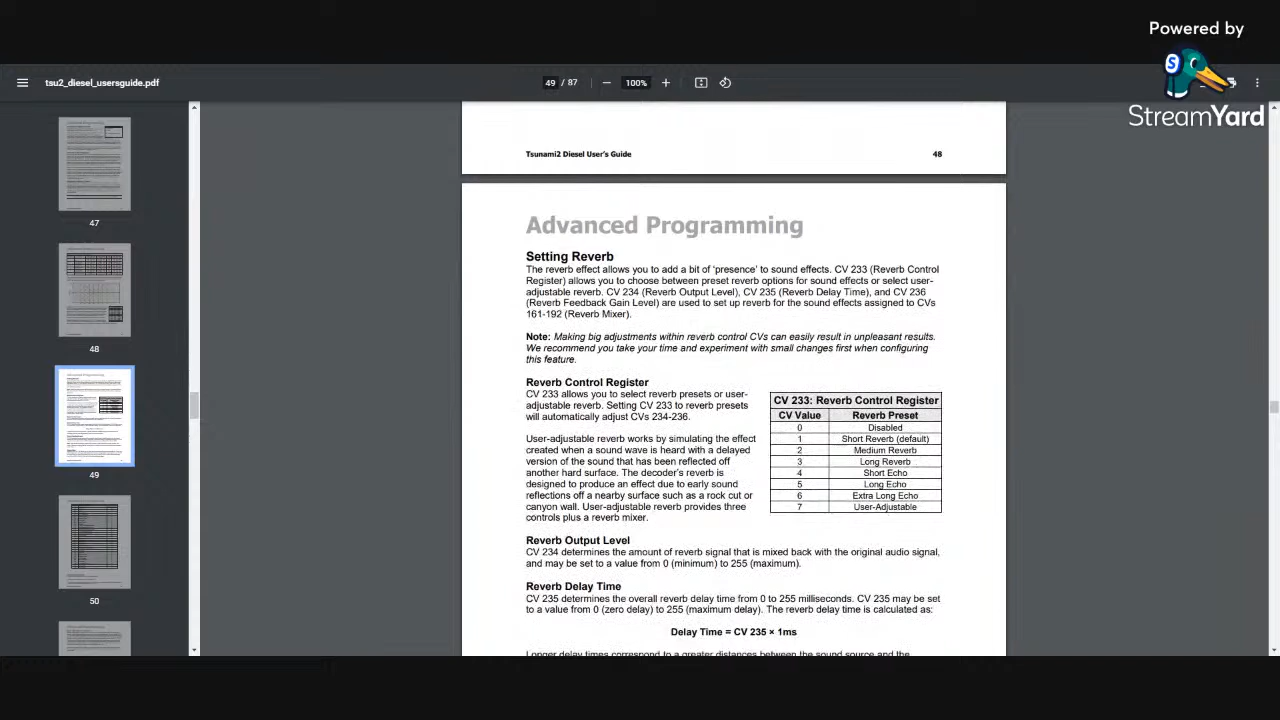 Powered by
StreamYard
tsu2_diesel_usersguide.pdf
49 / 87
100%
47
48
49
50
Tsunami2 Diesel User's Guide 48
Advanced Programming
Setting Reverb
The reverb effect allows you to add a bit of 'presence' to sound effects. CV 233 (Reverb Control
Register) allows you to choose between preset reverb options for sound effects or select user-
adjustable reverb. CV 234 (Reverb Output Level), CV 235 (Reverb Delay Time), and CV 236
(Reverb Feedback Gain Level) are used to set up reverb for the sound effects assigned to CVs
161-192 (Reverb Mixer).
Note: Making big adjustments within reverb control CVs can easily result in unpleasant results.
We recommend you take your time and experiment with small changes first when configuring
this feature.
Reverb Control Register
CV 233 allows you to select reverb presets or user-
adjustable reverb. Setting CV 233 to reverb presets
will automatically adjust CVs 234-236.
User-adjustable reverb works by simulating the effect
created when a sound wave is heard with a delayed
version of the sound that has been reflected off
another hard surface. The decoder's reverb is
designed to produce an effect due to early sound
reflections off a nearby surface such as a rock cut or
canyon wall. User-adjustable reverb provides three
controls plus a reverb mixer.
CV 233: Reverb Control Register
CV Value Reverb Preset
0 Disabled
1 Short Reverb (default)
2 Medium Reverb
3 Long Reverb
4 Short Echo
5 Long Echo
6 Extra Long Echo
7 User-Adjustable
Reverb Output Level
CV 234 determines the amount of reverb signal that is mixed back with the original audio signal,
and may be set to a value from 0 (minimum) to 255 (maximum).
Reverb Delay Time
CV 235 determines the overall reverb delay time from 0 to 255 milliseconds. CV 235 may be set
to a value from 0 (zero delay) to 255 (maximum delay). The reverb delay time is calculated as:
Delay Time = CV 235 × 1ms
Longer delay times correspond to a greater distances between the sound source and the